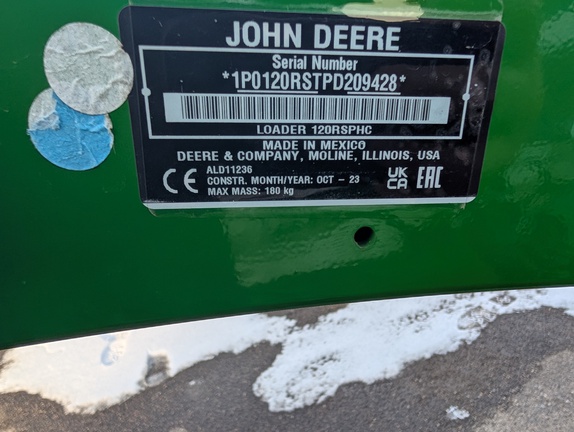 JOHN DEERE
Serial Number
*1P0120RSTPD209428*
LOADER 120RSPHC
MADE IN MEXICO
DEERE & COMPANY, MOLINE, ILLINOIS, USA
ALD11236
CONSTR. MONTH/YEAR: OCT - 23
MAX MASS: 180 kg
CE
UK
CA
EAC